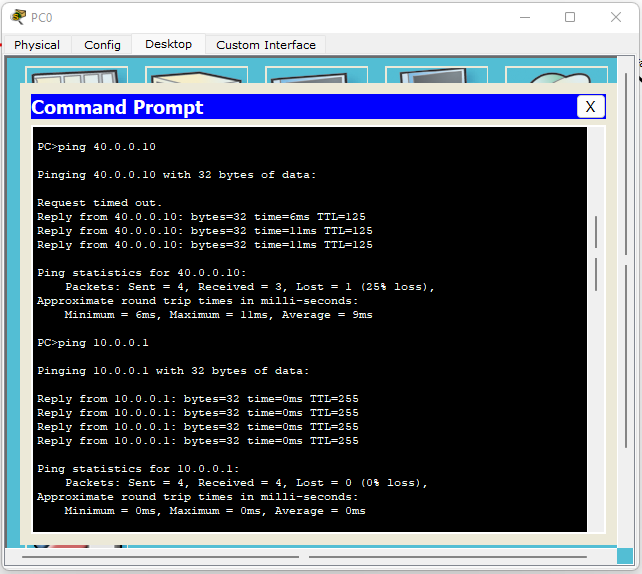 PC0
Physical Config Desktop Custom Interface
Command Prompt X
PC>ping 40.0.0.10
Pinging 40.0.0.10 with 32 bytes of data:
Request timed out.
Reply from 40.0.0.10: bytes=32 time=6ms TTL=125
Reply from 40.0.0.10: bytes=32 time=11ms TTL=125
Reply from 40.0.0.10: bytes=32 time=11ms TTL=125
Ping statistics for 40.0.0.10:
Packets: Sent = 4, Received = 3, Lost = 1 (25% loss),
Approximate round trip times in milli-seconds:
Minimum = 6ms, Maximum = 11ms, Average = 9ms
PC>ping 10.0.0.1
Pinging 10.0.0.1 with 32 bytes of data:
Reply from 10.0.0.1: bytes=32 time=0ms TTL=255
Reply from 10.0.0.1: bytes=32 time=0ms TTL=255
Reply from 10.0.0.1: bytes=32 time=0ms TTL=255
Reply from 10.0.0.1: bytes=32 time=0ms TTL=255
Ping statistics for 10.0.0.1:
Packets: Sent = 4, Received = 4, Lost = 0 (0% loss),
Approximate round trip times in milli-seconds:
Minimum = 0ms, Maximum = 0ms, Average = 0ms